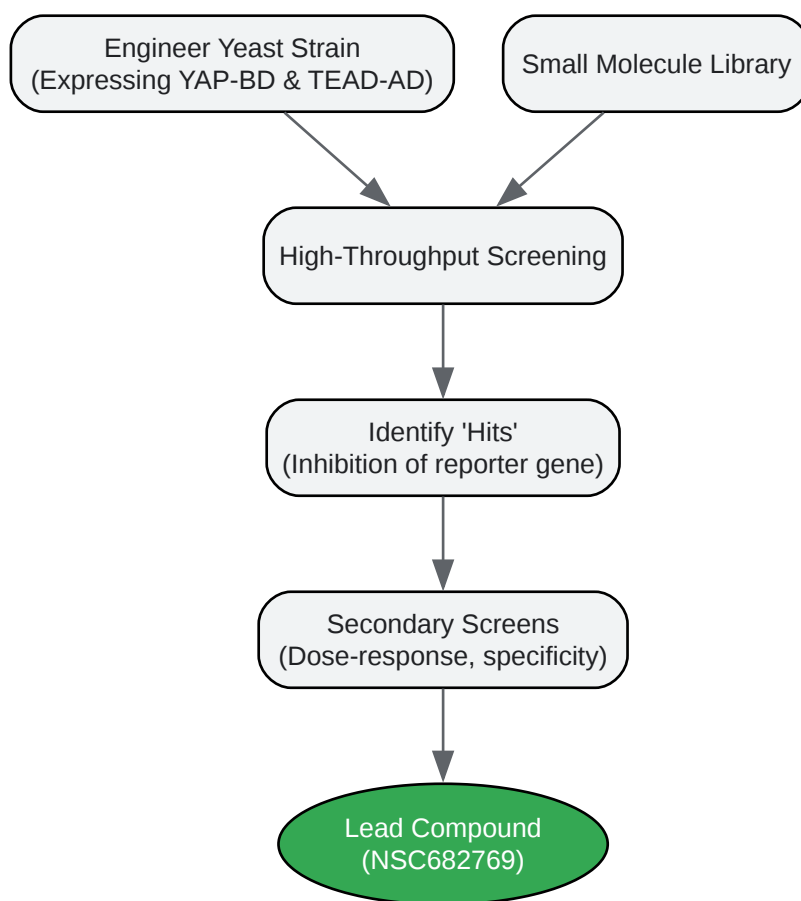 Engineer Yeast Strain
(Expressing YAP-BD & TEAD-AD)
Small Molecule Library
High-Throughput Screening
Identify 'Hits'
(Inhibition of reporter gene)
Secondary Screens
(Dose-response, specificity)
Lead Compound
(NSC682769)